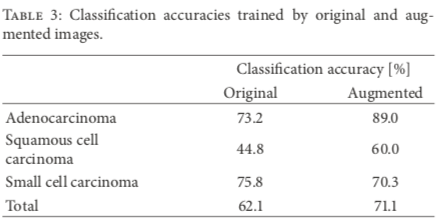 TABLE 3: Classification accuracies trained by original and aug-
mented images.
Classification accuracy [%]
Original Augmented
Adenocarcinoma 73.2 89.0
Squamous cell
carcinoma 44.8 60.0
Small cell carcinoma 75.8 70.3
Total 62.1 71.1